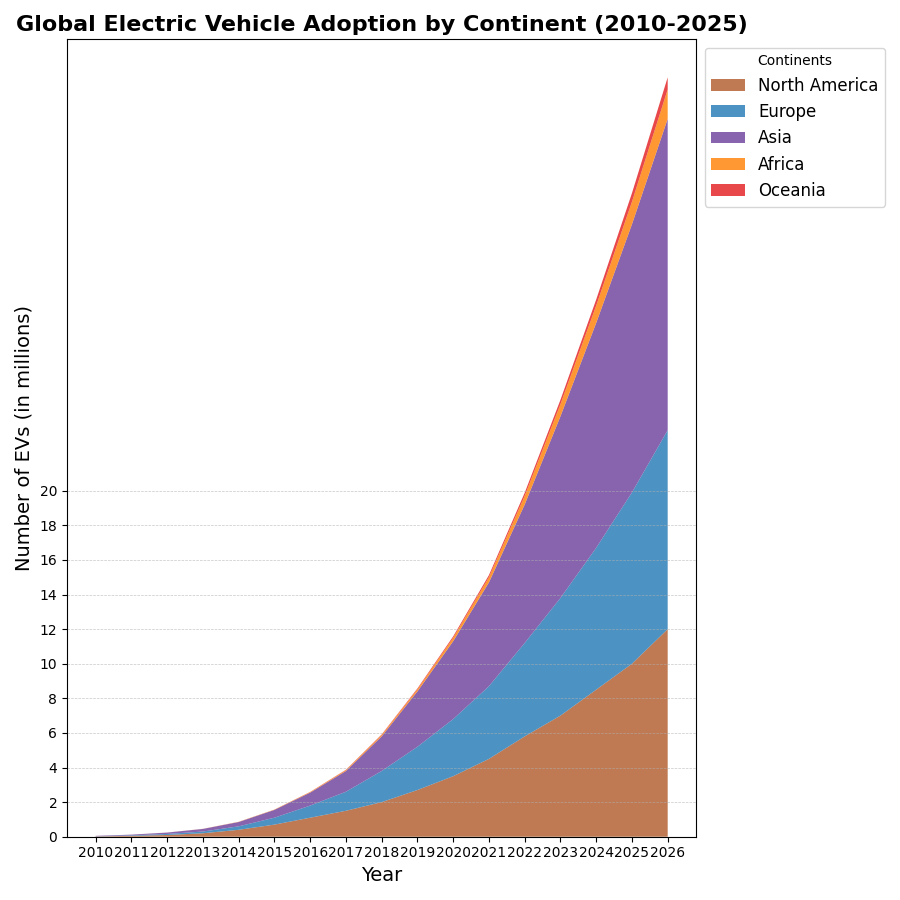 Global Electric Vehicle Adoption by Continent (2010-2025)
Continents
North America
Europe
Asia
Africa
Oceania
Number of EVs (in millions)
20
18
16
14
12
10
8
6
4
2
0
2010 2011 2012 2013 2014 2015 2016 2017 2018 2019 2020 2021 2022 2023 2024 2025 2026
Year